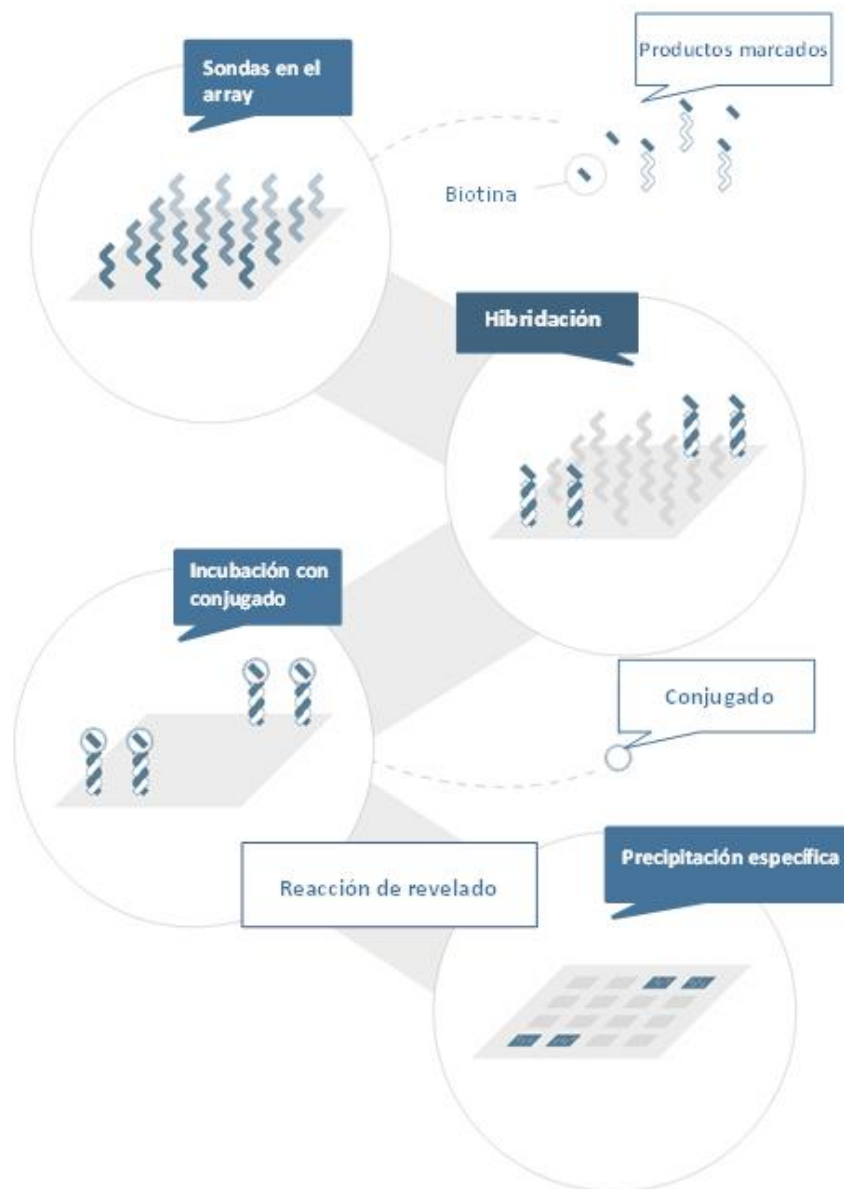 Sondas en el
array
Productos marcados
Biotina
Hibridación
Incubación con
conjugado
Conjugado
Precipitación específica
Reacción de revelado